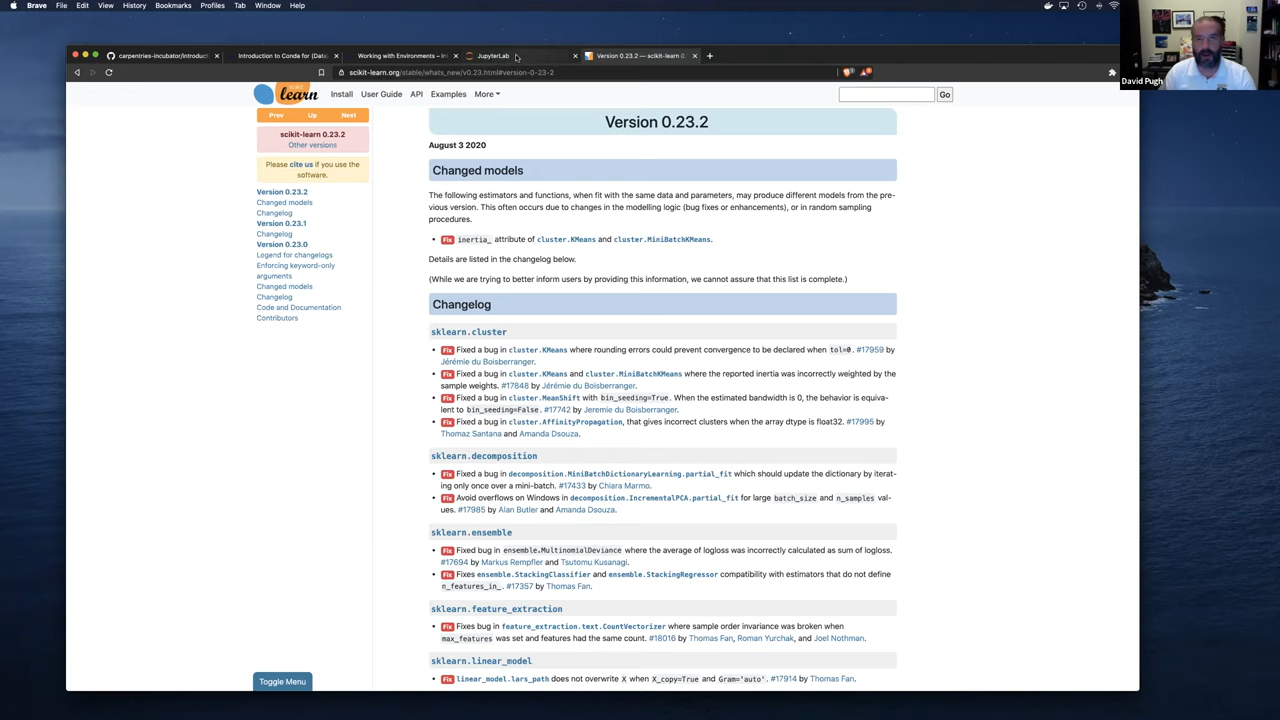 Brave File Edit View History Bookmarks Profiles Tab Window Help
carpentries-incubator/introduct
Introduction to Conda for (Data
Working with Environments – In
JupyterLab
Version 0.23.2 — scikit-learn 0.
scikit-learn.org/stable/whats_new/v0.23.html#version-0-23-2
David Pugh
learn Install User Guide API Examples More Go
Prev Up Next
scikit-learn 0.23.2
Other versions
Please cite us if you use the
software.
Version 0.23.2
Changed models
Changelog
Version 0.23.1
Changelog
Version 0.23.0
Legend for changelogs
Enforcing keyword-only
arguments
Changed models
Changelog
Code and Documentation
Contributors
Toggle Menu
Version 0.23.2
August 3 2020
Changed models
The following estimators and functions, when fit with the same data and parameters, may produce different models from the pre-
vious version. This often occurs due to changes in the modelling logic (bug fixes or enhancements), or in random sampling
procedures.
• Fix inertia_ attribute of cluster.KMeans and cluster.MiniBatchKMeans.
Details are listed in the changelog below.
(While we are trying to better inform users by providing this information, we cannot assure that this list is complete.)
Changelog
sklearn.cluster
• Fix Fixed a bug in cluster.KMeans where rounding errors could prevent convergence to be declared when tol=0. #17959 by
Jérémie du Boisberranger.
• Fix Fixed a bug in cluster.KMeans and cluster.MiniBatchKMeans where the reported inertia was incorrectly weighted by the
sample weights. #17848 by Jérémie du Boisberranger.
• Fix Fixed a bug in cluster.MeanShift with bin_seeding=True. When the estimated bandwidth is 0, the behavior is equiva-
lent to bin_seeding=False. #17742 by Jeremie du Boisberranger.
• Fix Fixed a bug in cluster.AffinityPropagation, that gives incorrect clusters when the array dtype is float32. #17995 by
Thomaz Santana and Amanda Dsouza.
sklearn.decomposition
• Fix Fixed a bug in decomposition.MiniBatchDictionaryLearning.partial_fit which should update the dictionary by iterat-
ing only once over a mini-batch. #17433 by Chiara Marmo.
• Fix Avoid overflows on Windows in decomposition.IncrementalPCA.partial_fit for large batch_size and n_samples val-
ues. #17985 by Alan Butler and Amanda Dsouza.
sklearn.ensemble
• Fix Fixed bug in ensemble.MultinomialDeviance where the average of logloss was incorrectly calculated as sum of logloss.
#17694 by Markus Rempfler and Tsutomu Kusanagi.
• Fix Fixes ensemble.StackingClassifier and ensemble.StackingRegressor compatibility with estimators that do not define
n_features_in_. #17357 by Thomas Fan.
sklearn.feature_extraction
• Fix Fixes bug in feature_extraction.text.CountVectorizer where sample order invariance was broken when
max_features was set and features had the same count. #18016 by Thomas Fan, Roman Yurchak, and Joel Nothman.
sklearn.linear_model
• Fix linear_model.lars_path does not overwrite X when X_copy=True and Gram='auto'. #17914 by Thomas Fan.